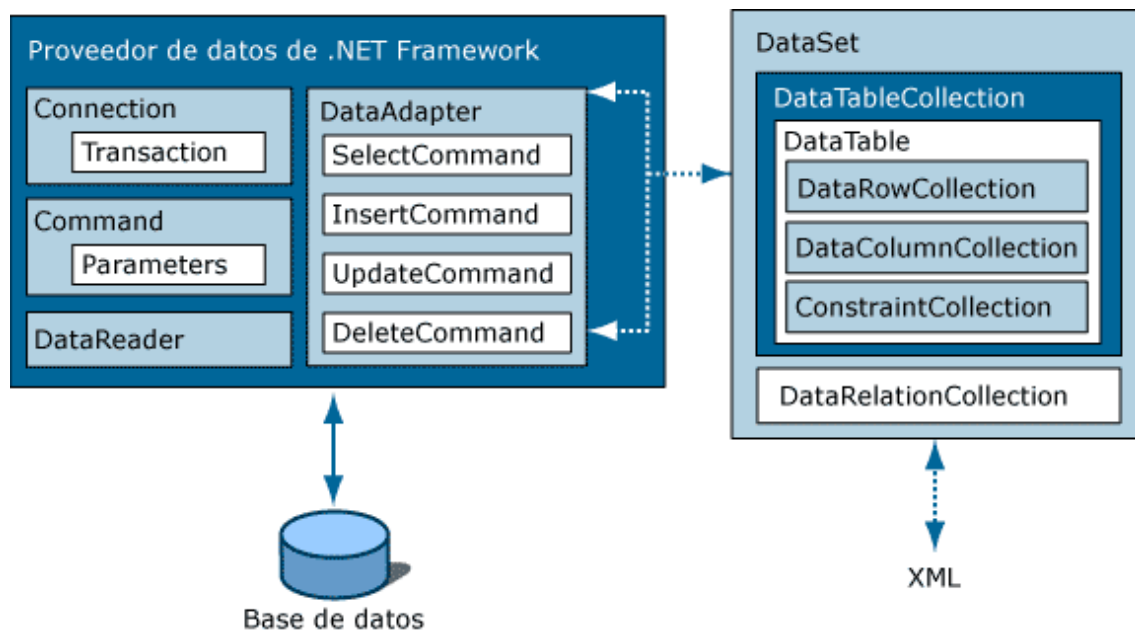 Proveedor de datos de .NET Framework
Connection
Transaction
Command
Parameters
DataReader
DataAdapter
SelectCommand
InsertCommand
UpdateCommand
DeleteCommand
Base de datos
DataSet
DataTableCollection
DataTable
DataRowCollection
DataColumnCollection
ConstraintCollection
DataRelationCollection
XML